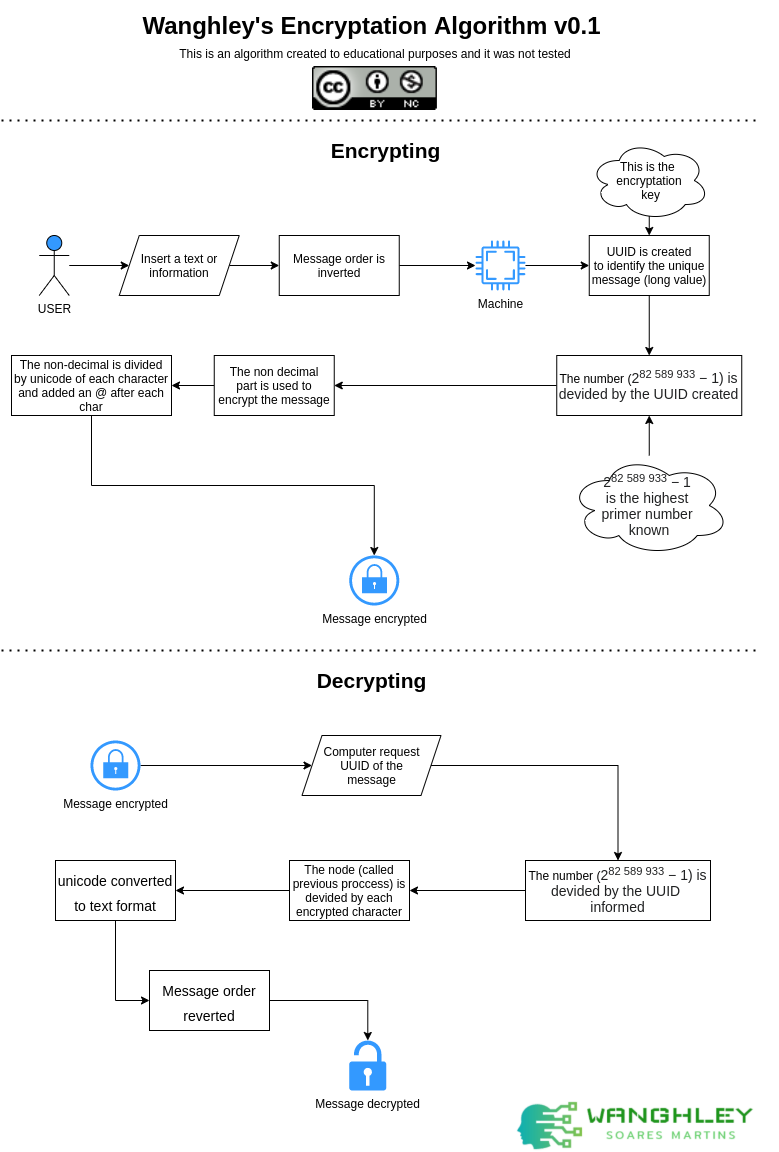 Wanghley's Encryptation Algorithm v0.1
This is an algorithm created to educational purposes and it was not tested
cc
BY NC
Encrypting
This is the
encryptation
key
USER
Insert a text or
information
Message order is
inverted
Machine
UUID is created
to identify the unique
message (long value)
The non-decimal is divided
by unicode of each character
and added an @ after each
char
The non decimal
part is used to
encrypt the message
The number (2^82 589 933 − 1) is
devided by the UUID created
2^82 589 933 − 1
is the highest
primer number
known
Message encrypted
Decrypting
Message encrypted
Computer request
UUID of the
message
unicode converted
to text format
The node (called
previous proccess) is
devided by each
encrypted character
The number (2^82 589 933 − 1) is
devided by the UUID
informed
Message order
reverted
Message decrypted
WANGHLEY
SOARES MARTINS